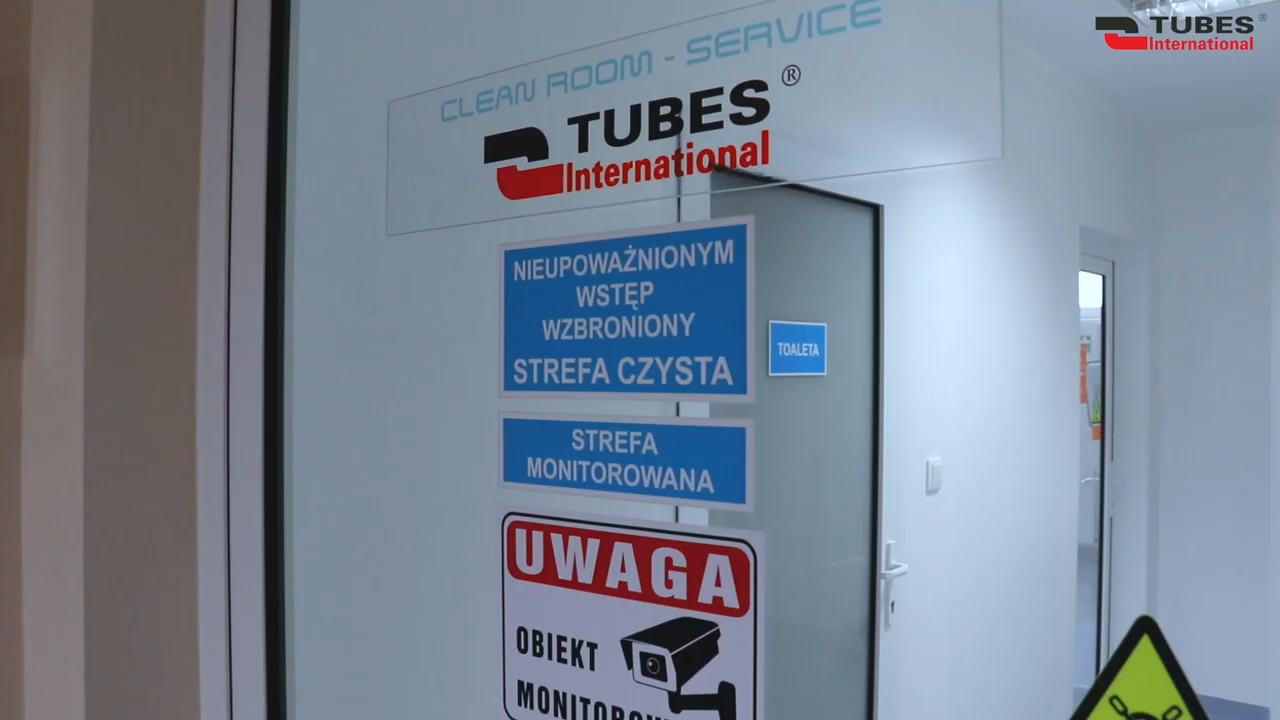 TUBES ®
International
CLEAN ROOM - SERVICE
TUBES ®
International
NIEUPOWAŻNIONYM
WSTĘP
WZBRONIONY
STREFA CZYSTA
TOALETA
STREFA
MONITOROWANA
UWAGA
OBIEKT